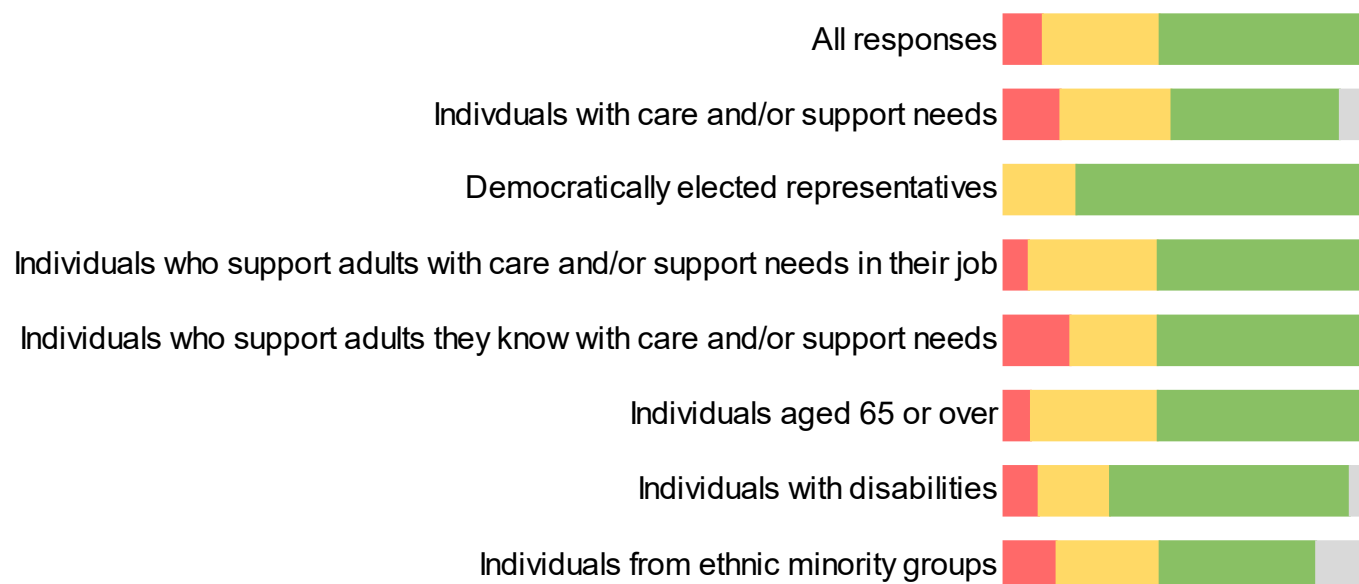 All responses
Indivduals with care and/or support needs
Democratically elected representatives
Individuals who support adults with care and/or support needs in their job
Individuals who support adults they know with care and/or support needs
Individuals aged 65 or over
Individuals with disabilities
Individuals from ethnic minority groups